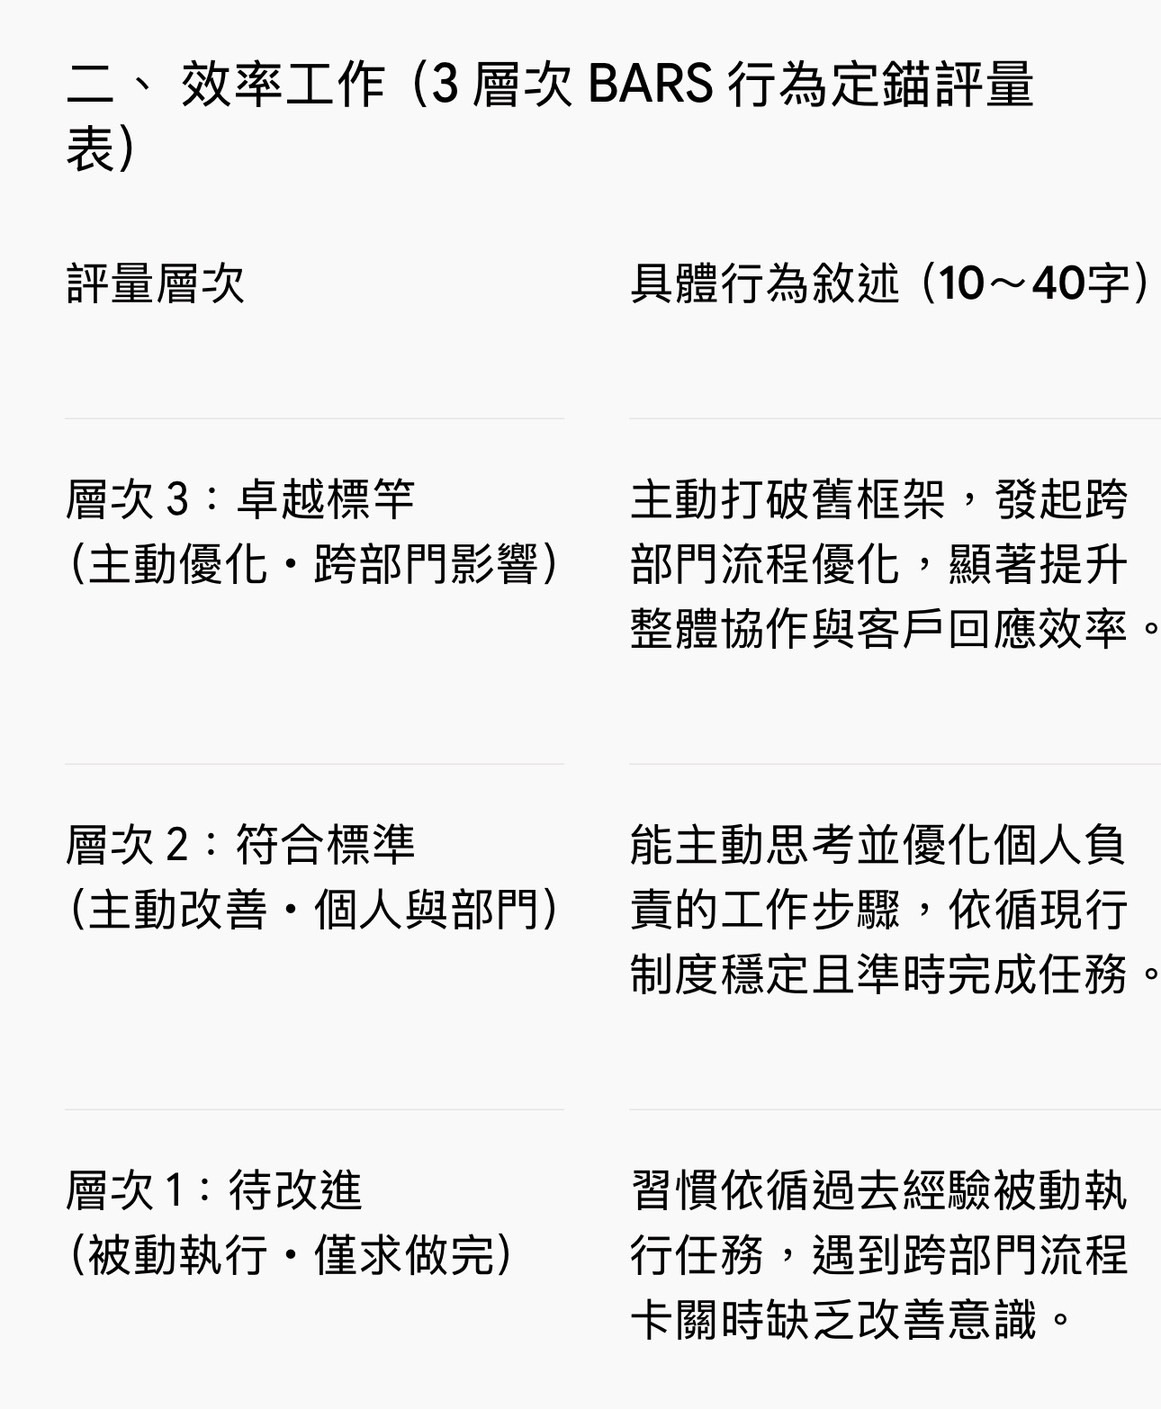 二、 效率工作（3 層次 BARS 行為定錨評量
表）
評量層次
具體行為敘述（10～40字）
層次 3：卓越標竿
（主動優化・跨部門影響）
主動打破舊框架，發起跨
部門流程優化，顯著提升
整體協作與客戶回應效率。
層次 2：符合標準
（主動改善・個人與部門）
能主動思考並優化個人負
責的工作步驟，依循現行
制度穩定且準時完成任務。
層次 1：待改進
（被動執行・僅求做完）
習慣依循過去經驗被動執
行任務，遇到跨部門流程
卡關時缺乏改善意識。